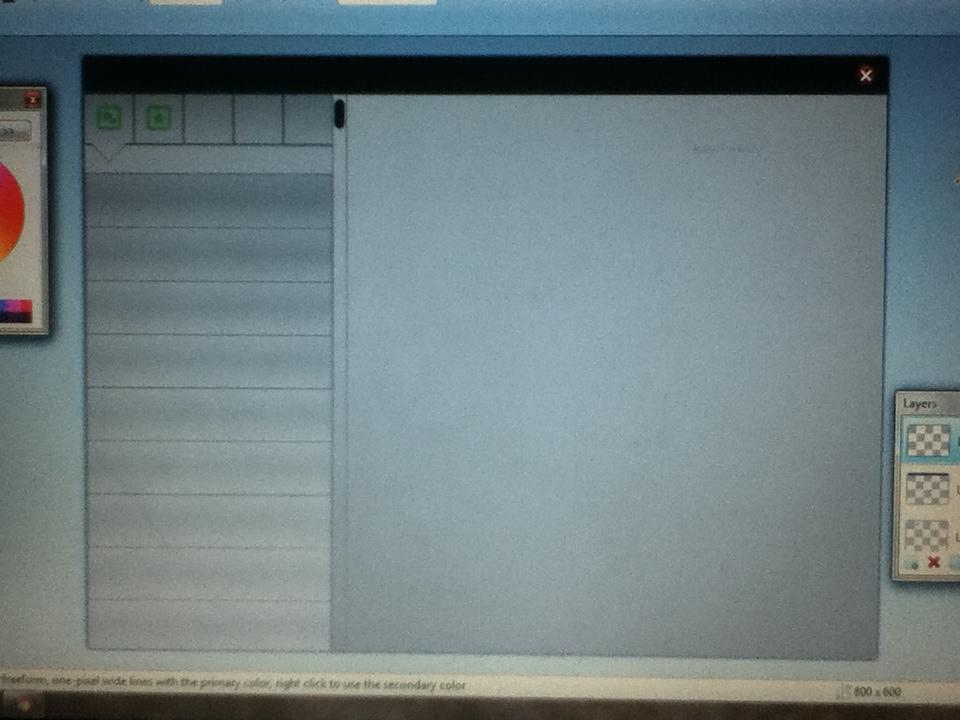 >>
Layers
freeform, one-pixel wide lines with the primary color, right click to use the secondary color
800 x 600